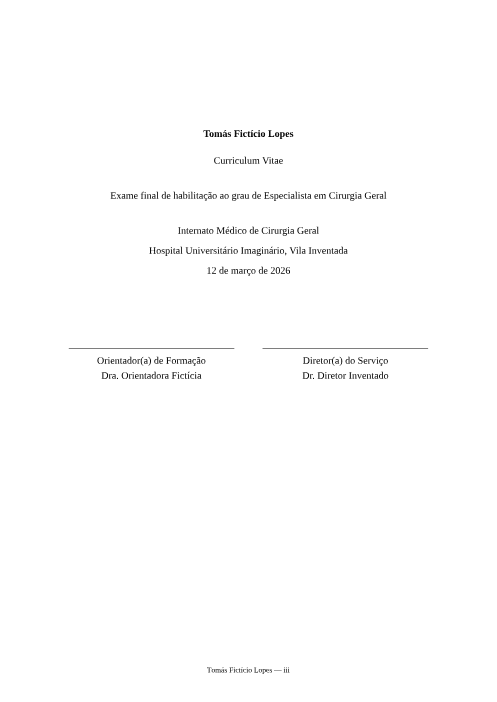 Tomás Fictício Lopes
Curriculum Vitae
Exame final de habilitação ao grau de Especialista em Cirurgia Geral
Internato Médico de Cirurgia Geral
Hospital Universitário Imaginário, Vila Inventada
12 de março de 2026
Orientador(a) de Formação
Dra. Orientadora Fictícia
Diretor(a) do Serviço
Dr. Diretor Inventado
Tomás Fictício Lopes — iii